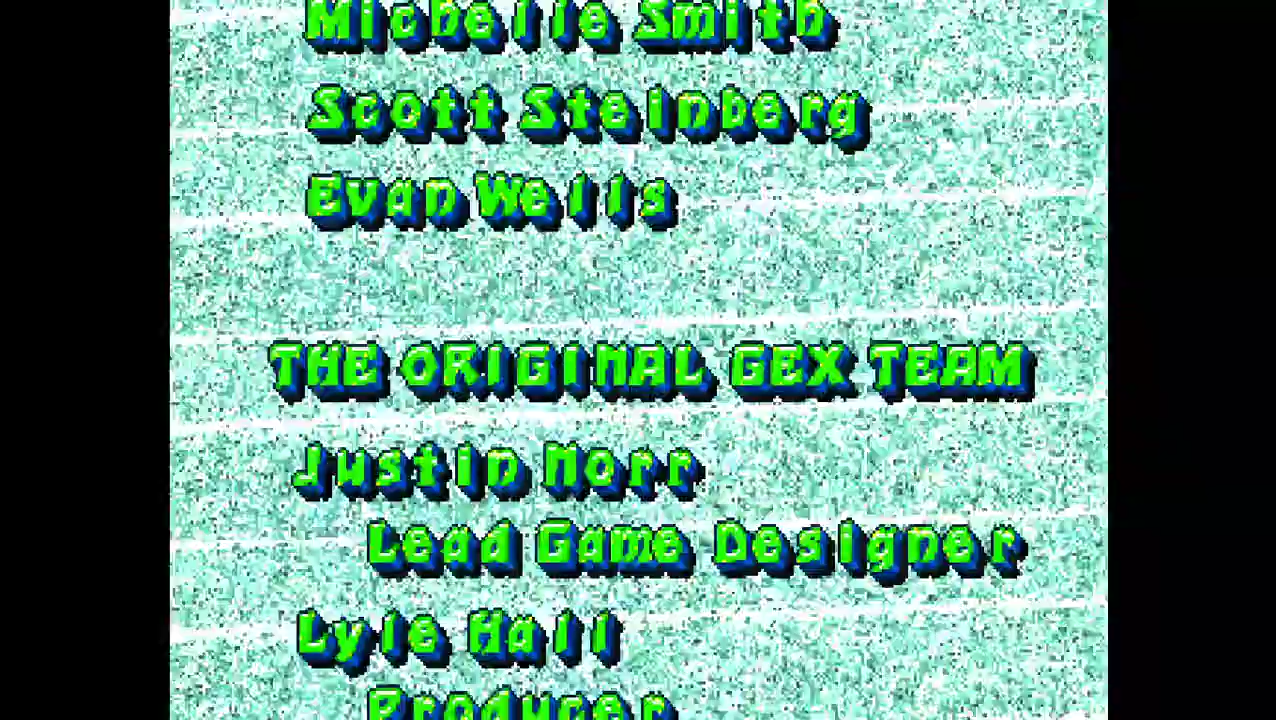 Michelle Smith
Scott Steinberg
Evan Wells
THE ORIGINAL GEX TEAM
Justin Norr
Lead Game Designer
Lyle Hall
Producer